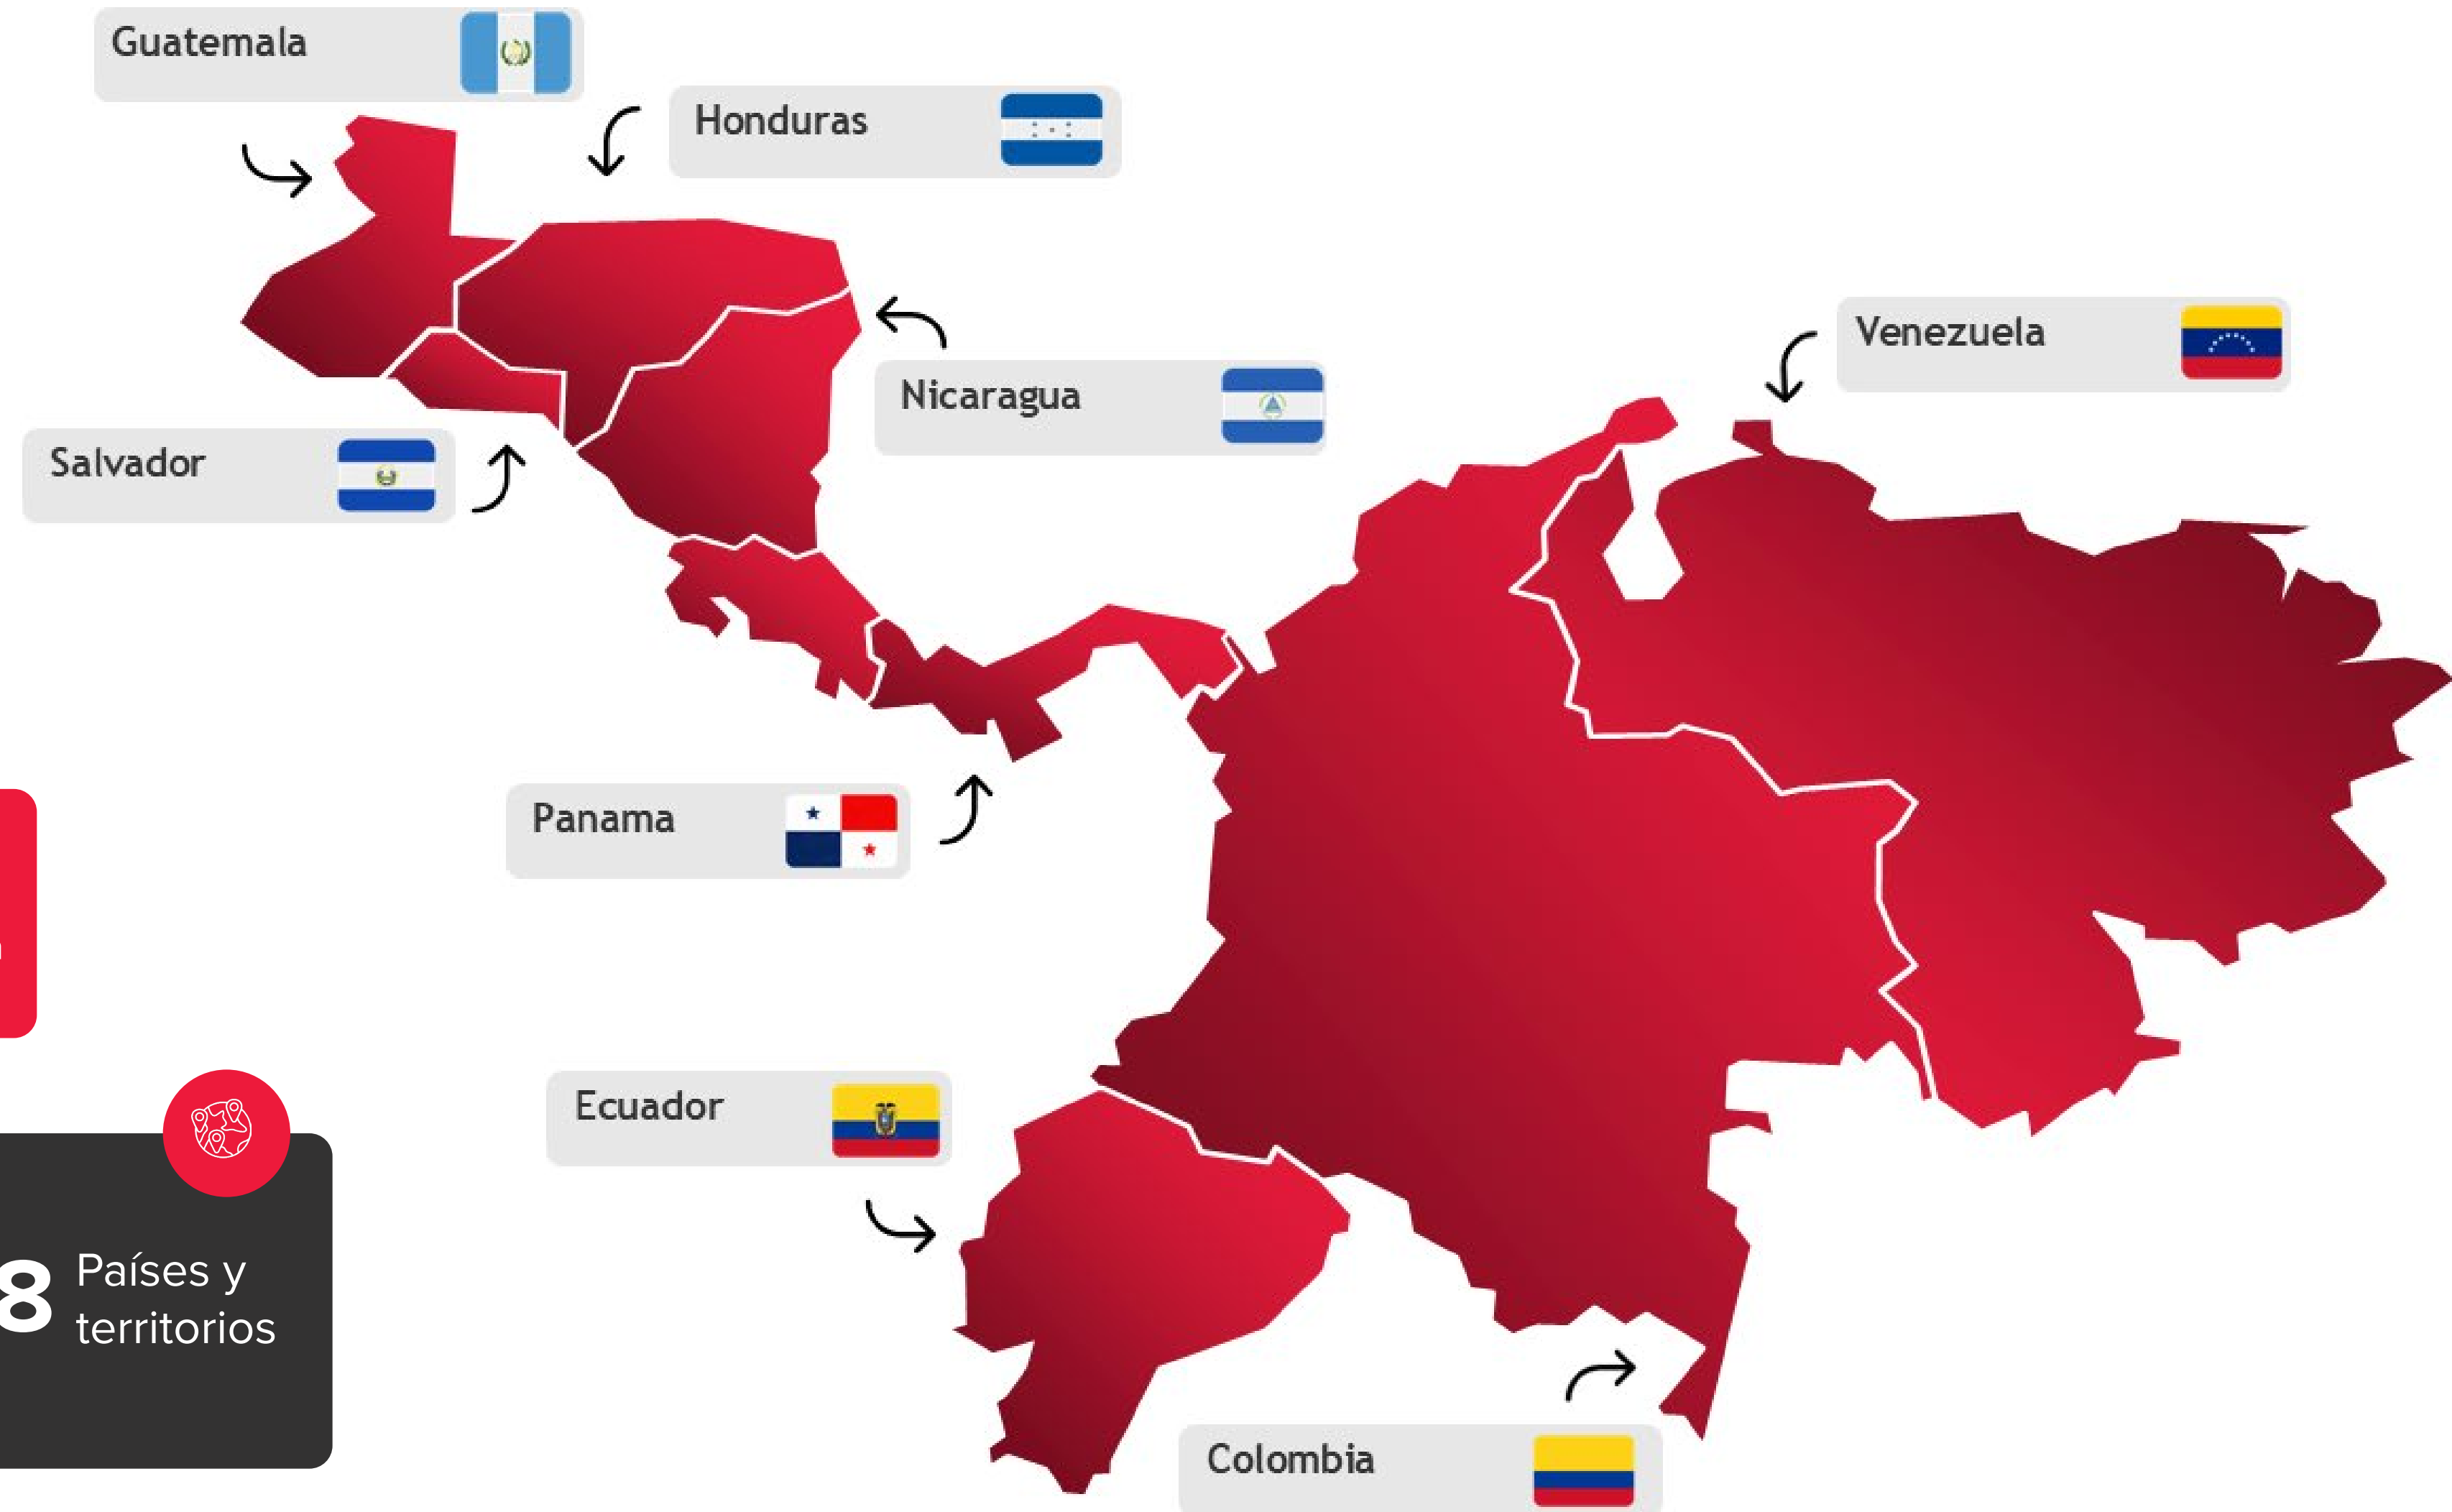 Guatemala
Honduras
Venezuela
Nicaragua
Salvador
Panama
Ecuador
8 Países y
territorios
Colombia